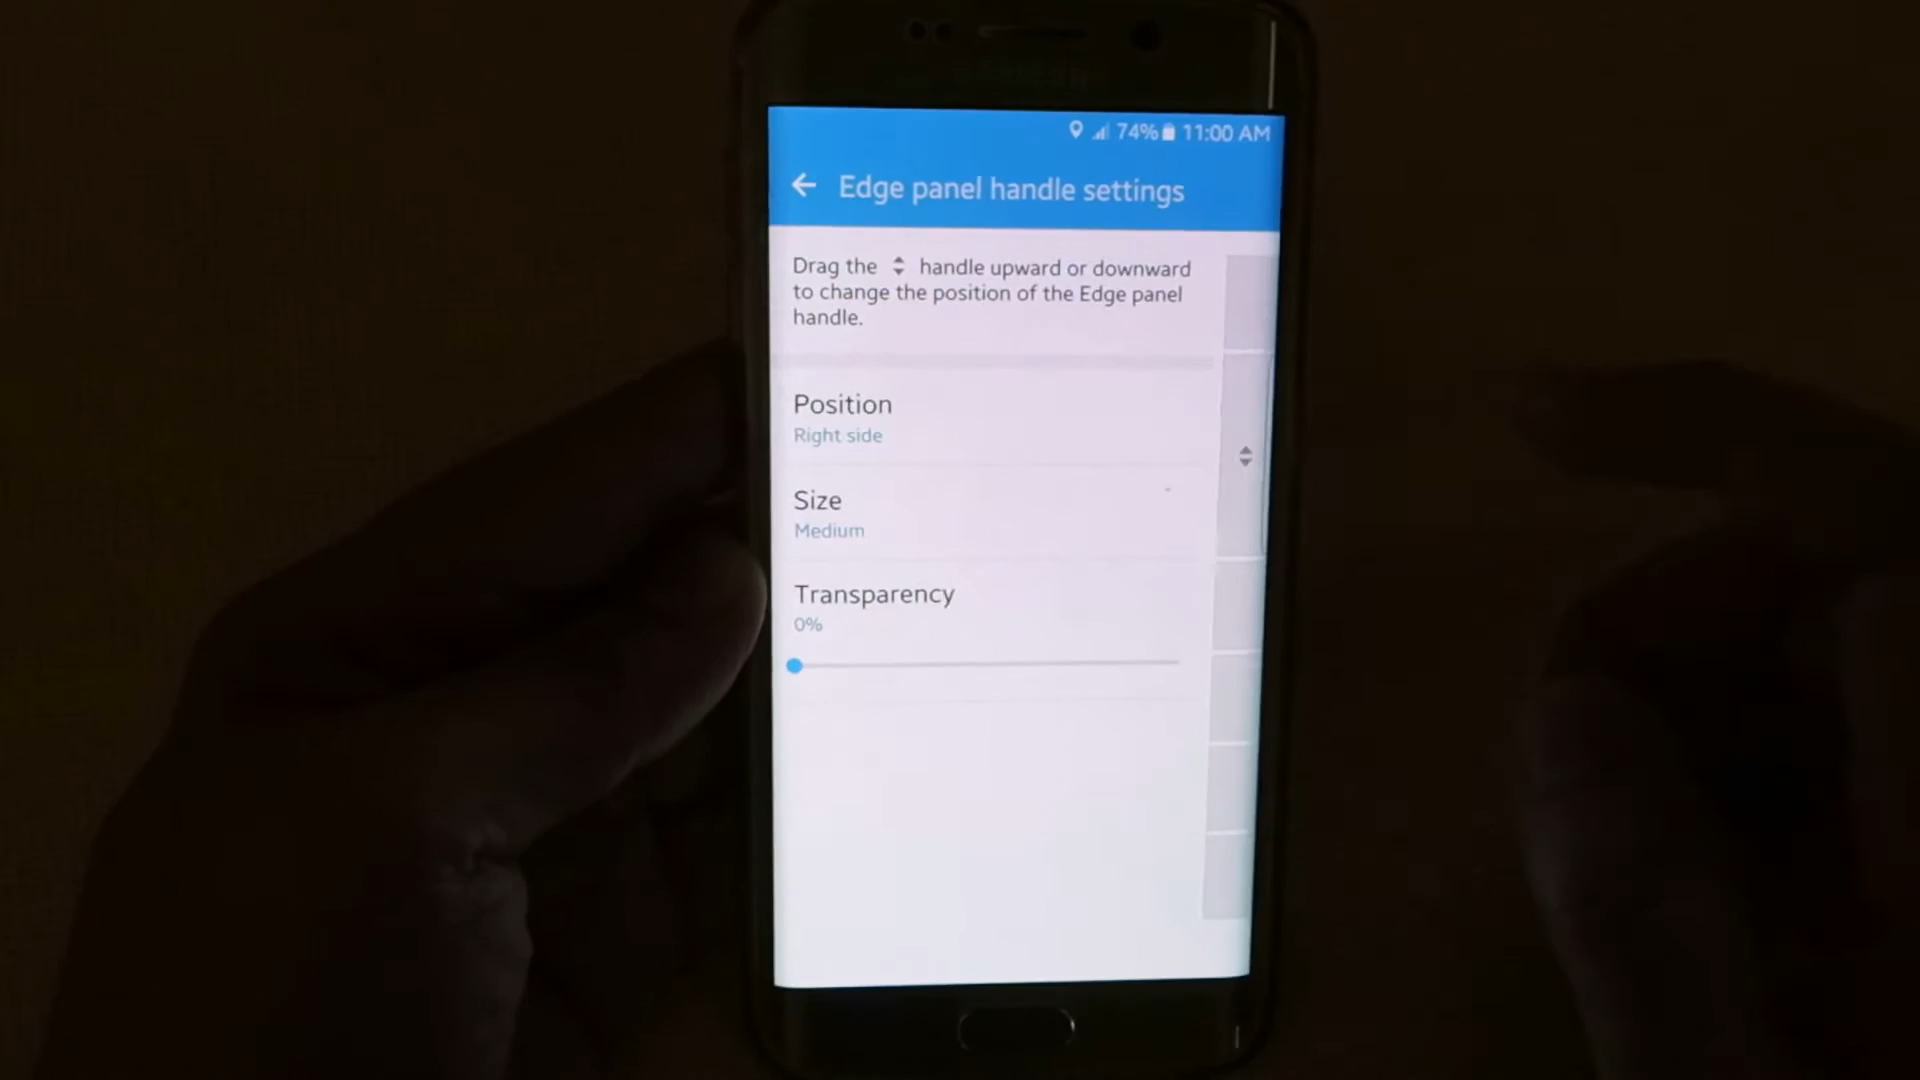 74% 11:00 AM
Edge panel handle settings
Drag the handle upward or downward
to change the position of the Edge panel
handle.
Position
Right side
Size
Medium
Transparency
0%